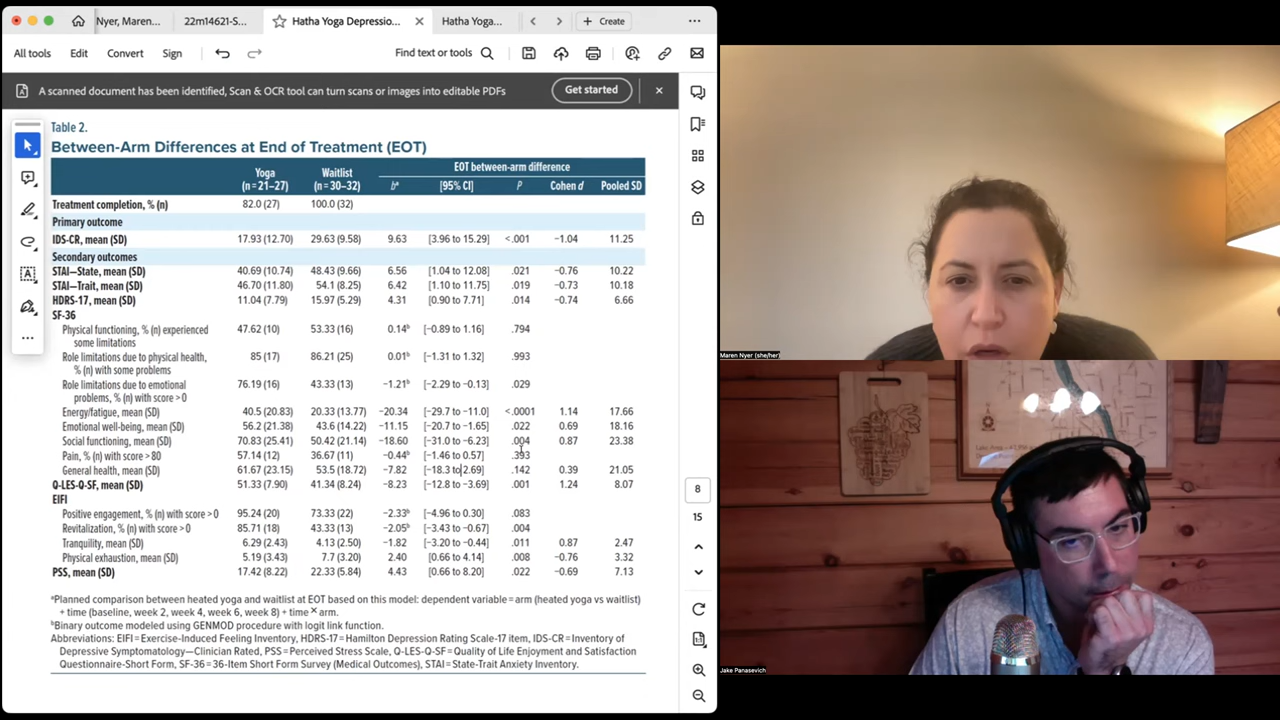 Nyer, Maren... 22m14621-S... Hatha Yoga Depressio... Hatha Yoga... Create
All tools Edit Convert Sign Find text or tools
A scanned document has been identified, Scan & OCR tool can turn scans or images into editable PDFs Get started
Table 2.
Between-Arm Differences at End of Treatment (EOT)
Yoga (n=21–27) Waitlist (n=30–32) EOT between-arm difference
bᵃ [95% CI] P Cohen d Pooled SD
Treatment completion, % (n) 82.0 (27) 100.0 (32)
Primary outcome
IDS-CR, mean (SD) 17.93 (12.70) 29.63 (9.58) 9.63 [3.96 to 15.29] <.001 −1.04 11.25
Secondary outcomes
STAI—State, mean (SD) 40.69 (10.74) 48.43 (9.66) 6.56 [1.04 to 12.08] .021 −0.76 10.22
STAI—Trait, mean (SD) 46.70 (11.80) 54.1 (8.25) 6.42 [1.10 to 11.75] .019 −0.73 10.18
HDRS-17, mean (SD) 11.04 (7.79) 15.97 (5.29) 4.31 [0.90 to 7.71] .014 −0.74 6.66
SF-36
Physical functioning, % (n) experienced 47.62 (10) 53.33 (16) 0.14ᵇ [−0.89 to 1.16] .794
some limitations
Role limitations due to physical health, 85 (17) 86.21 (25) 0.01ᵇ [−1.31 to 1.32] .993
% (n) with some problems
Role limitations due to emotional 76.19 (16) 43.33 (13) −1.21ᵇ [−2.29 to −0.13] .029
problems, % (n) with score >0
Energy/fatigue, mean (SD) 40.5 (20.83) 20.33 (13.77) −20.34 [−29.7 to −11.0] <.0001 1.14 17.66
Emotional well-being, mean (SD) 56.2 (21.38) 43.6 (14.22) −11.15 [−20.7 to −1.65] .022 0.69 18.16
Social functioning, mean (SD) 70.83 (25.41) 50.42 (21.14) −18.60 [−31.0 to −6.23] .004 0.87 23.38
Pain, % (n) with score >80 57.14 (12) 36.67 (11) −0.44ᵇ [−1.46 to 0.57] .393
General health, mean (SD) 61.67 (23.15) 53.5 (18.72) −7.82 [−18.3 to 2.69] .142 0.39 21.05
Q-LES-Q-SF, mean (SD) 51.33 (7.90) 41.34 (8.24) −8.23 [−12.8 to −3.69] .001 1.24 8.07
EIFI
Positive engagement, % (n) with score >0 95.24 (20) 73.33 (22) −2.33ᵇ [−4.96 to 0.30] .083
Revitalization, % (n) with score >0 85.71 (18) 43.33 (13) −2.05ᵇ [−3.43 to −0.67] .004
Tranquility, mean (SD) 6.29 (2.43) 4.13 (2.50) −1.82 [−3.20 to −0.44] .011 0.87 2.47
Physical exhaustion, mean (SD) 5.19 (3.43) 7.7 (3.20) 2.40 [0.66 to 4.14] .008 −0.76 3.32
PSS, mean (SD) 17.42 (8.22) 22.33 (5.84) 4.43 [0.66 to 8.20] .022 −0.69 7.13
ᵃPlanned comparison between heated yoga and waitlist at EOT based on this model: dependent variable = arm (heated yoga vs waitlist)
+ time (baseline, week 2, week 4, week 6, week 8) + time × arm.
ᵇBinary outcome modeled using GENMOD procedure with logit link function.
Abbreviations: EIFI = Exercise-Induced Feeling Inventory, HDRS-17 = Hamilton Depression Rating Scale-17 item, IDS-CR = Inventory of
Depressive Symptomatology—Clinician Rated, PSS = Perceived Stress Scale, Q-LES-Q-SF = Quality of Life Enjoyment and Satisfaction
Questionnaire-Short Form, SF-36 = 36-Item Short Form Survey (Medical Outcomes), STAI = State-Trait Anxiety Inventory.
8
15
Maren Nyer (she/her)
Jake Panasevich